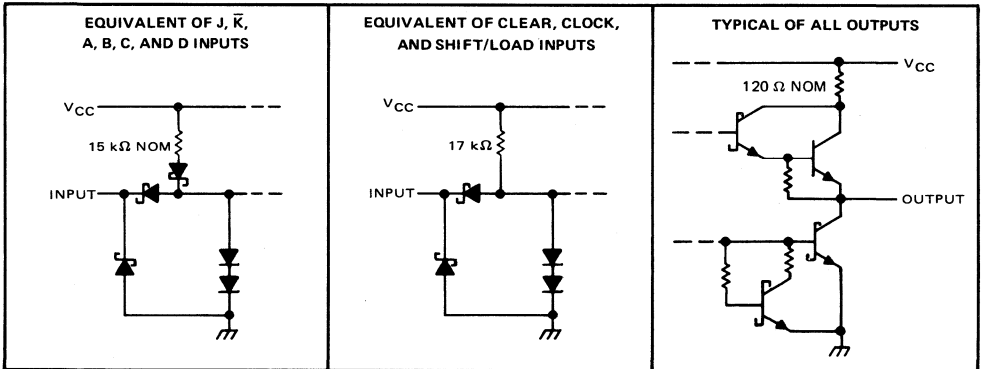 EQUIVALENT OF J, K̅,
A, B, C, AND D INPUTS
VCC
15 kΩ NOM
INPUT
EQUIVALENT OF CLEAR, CLOCK,
AND SHIFT/LOAD INPUTS
VCC
17 kΩ
INPUT
TYPICAL OF ALL OUTPUTS
VCC
120 Ω NOM
OUTPUT